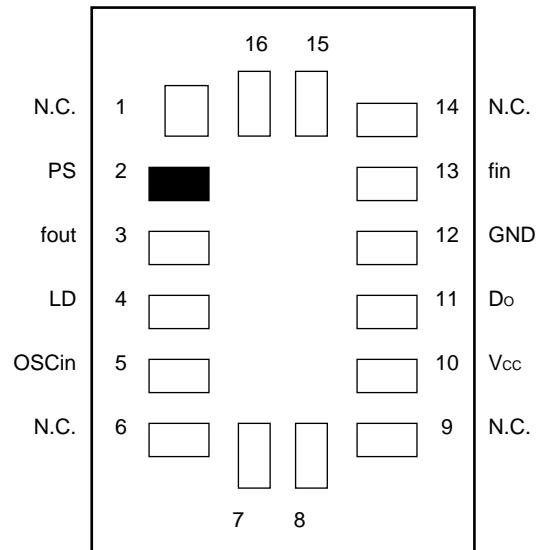 16 15
N.C. 1 14 N.C.
PS 2 13 fin
fout 3 12 GND
LD 4 11 Do
OSCin 5 10 Vcc
N.C. 6 9 N.C.
7 8